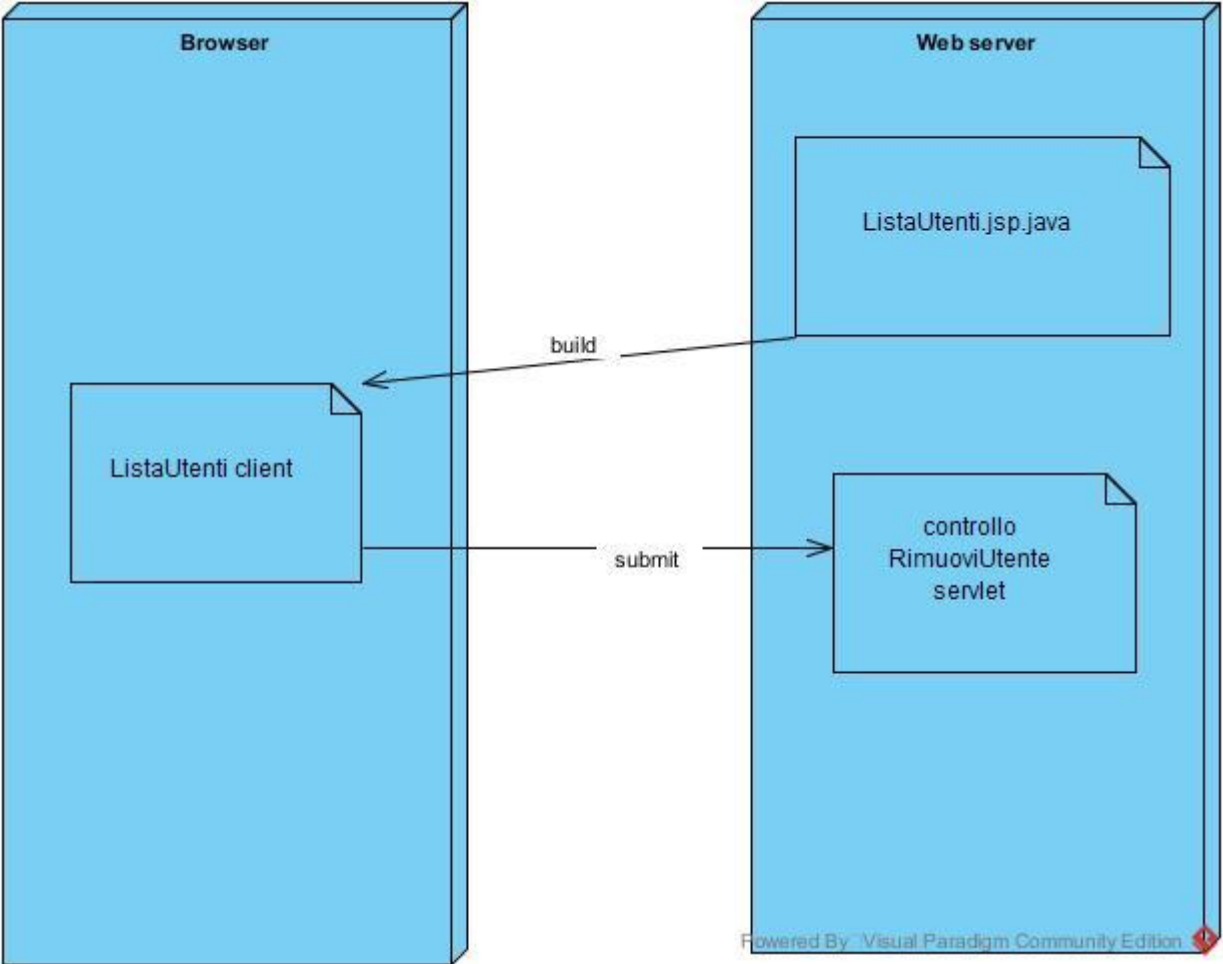 Browser
Web server
ListaUtenti.jsp.java
build
ListaUtenti client
controllo
RimuoviUtente
servlet
submit
Powered By Visual Paradigm Community Edition